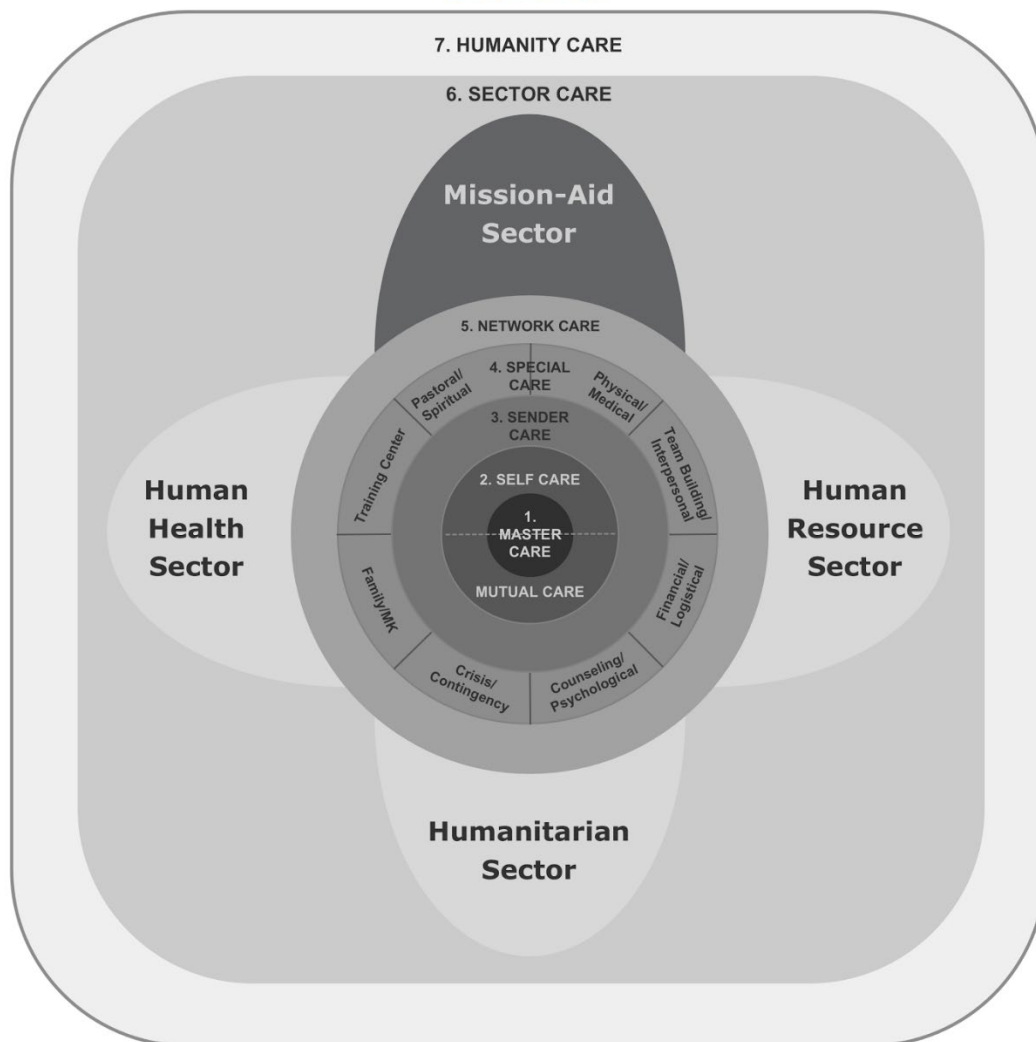 7. HUMANITY CARE
6. SECTOR CARE
Mission-Aid
Sector
5. NETWORK CARE
4. SPECIAL
CARE
Pastoral/
Spiritual
Physical/
Medical
Training Center
Team Building/
Interpersonal
3. SENDER
CARE
2. SELF CARE
1.
MASTER
CARE
MUTUAL CARE
Human
Health
Sector
Human
Resource
Sector
Family/MK
Financial/
Logistical
Crisis/
Contingency
Counseling/
Psychological
Humanitarian
Sector